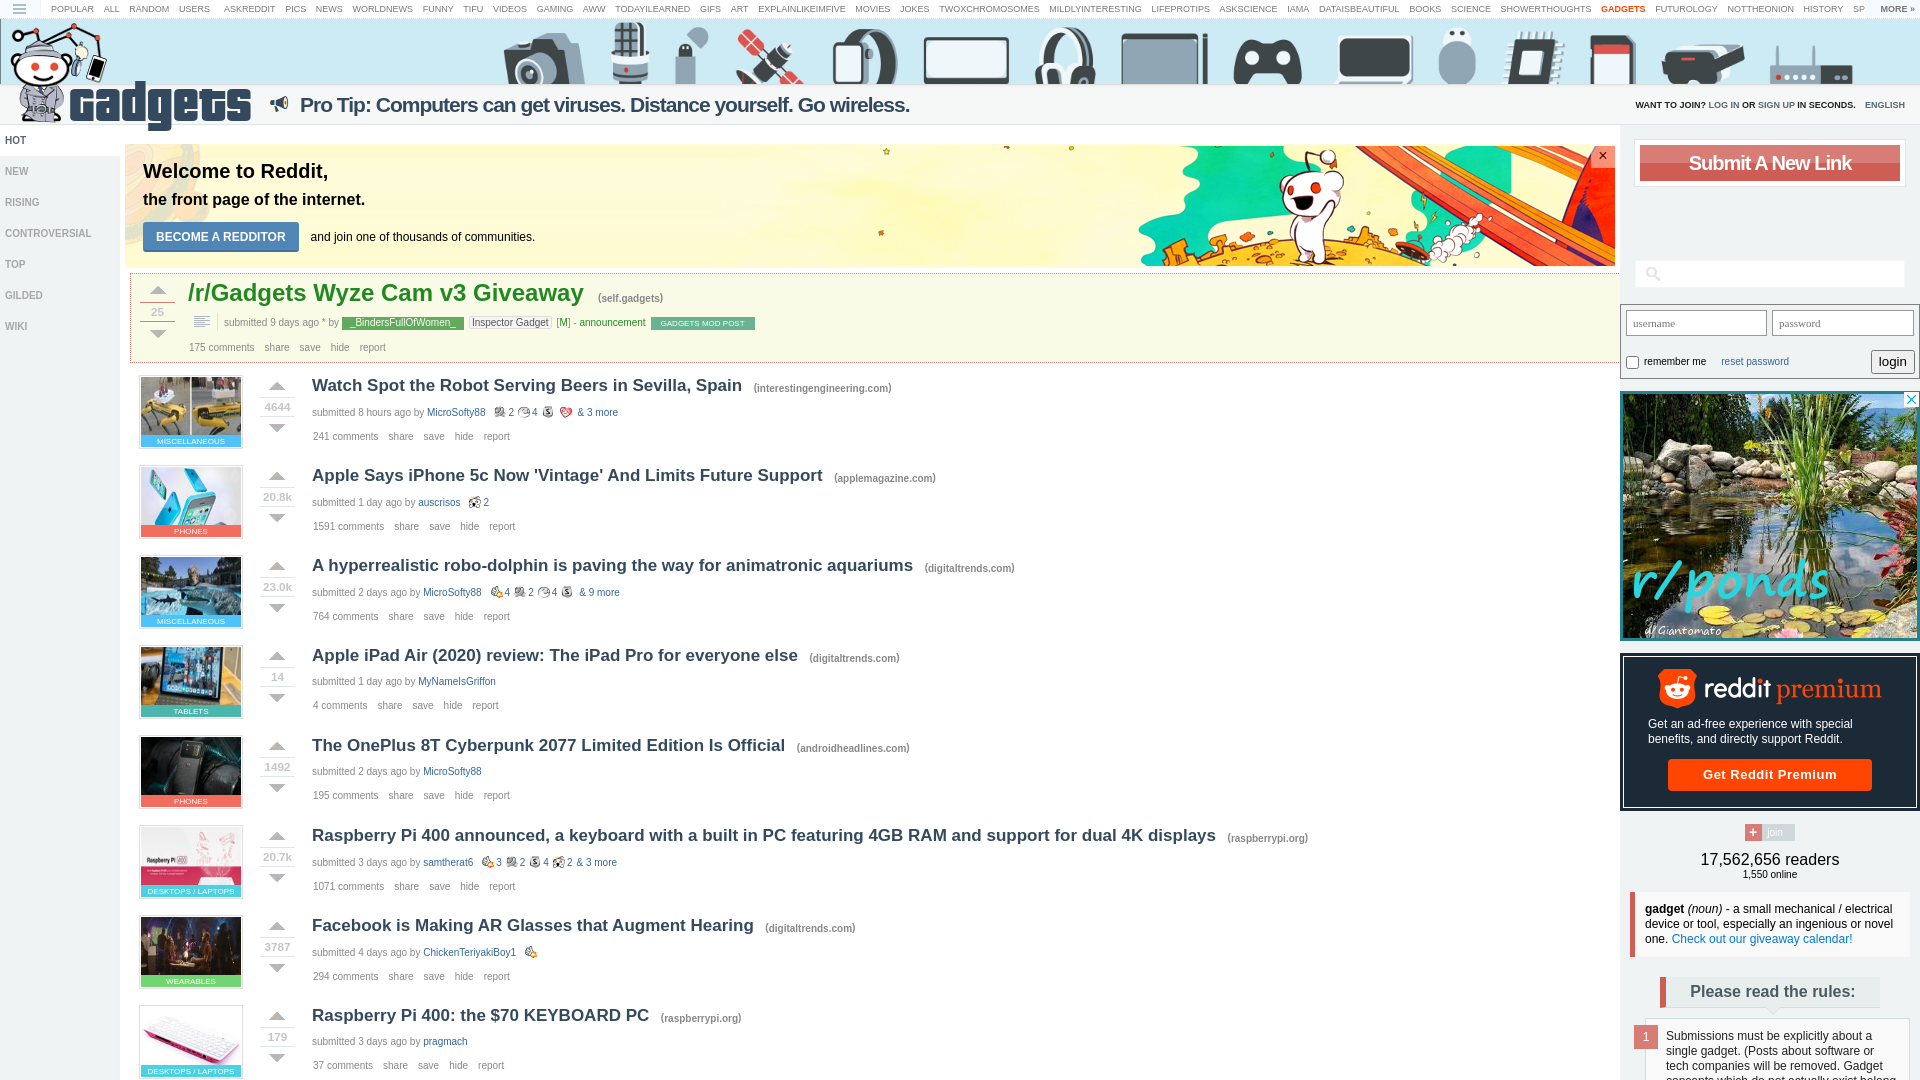 POPULAR ALL RANDOM USERS ASKREDDIT PICS NEWS WORLDNEWS FUNNY TIFU VIDEOS GAMING AWW TODAYILEARNED GIFS ART EXPLAINLIKEIMFIVE MOVIES JOKES TWOXCHROMOSOMES MILDLYINTERESTING LIFEPROTIPS ASKSCIENCE IAMA DATAISBEAUTIFUL BOOKS SCIENCE SHOWERTHOUGHTS GADGETS FUTUROLOGY NOTTHEONION HISTORY SP MORE »
Gadgets
Pro Tip: Computers can get viruses. Distance yourself. Go wireless.
WANT TO JOIN? LOG IN OR SIGN UP IN SECONDS. ENGLISH
HOT
NEW
RISING
CONTROVERSIAL
TOP
GILDED
WIKI
Welcome to Reddit,
the front page of the internet.
BECOME A REDDITOR and join one of thousands of communities.
×
/r/Gadgets Wyze Cam v3 Giveaway (self.gadgets)
25
submitted 9 days ago * by _BindersFullOfWomen_ Inspector Gadget [M] - announcement GADGETS MOD POST
175 comments share save hide report
Watch Spot the Robot Serving Beers in Sevilla, Spain (interestingengineering.com)
4644
submitted 8 hours ago by MicroSofty88 2 4 & 3 more
241 comments share save hide report
MISCELLANEOUS
Apple Says iPhone 5c Now 'Vintage' And Limits Future Support (applemagazine.com)
20.8k
submitted 1 day ago by auscrisos 2
1591 comments share save hide report
PHONES
A hyperrealistic robo-dolphin is paving the way for animatronic aquariums (digitaltrends.com)
23.0k
submitted 2 days ago by MicroSofty88 4 2 4 & 9 more
764 comments share save hide report
MISCELLANEOUS
Apple iPad Air (2020) review: The iPad Pro for everyone else (digitaltrends.com)
14
submitted 1 day ago by MyNameIsGriffon
4 comments share save hide report
TABLETS
The OnePlus 8T Cyberpunk 2077 Limited Edition Is Official (androidheadlines.com)
1492
submitted 2 days ago by MicroSofty88
195 comments share save hide report
PHONES
Raspberry Pi 400 announced, a keyboard with a built in PC featuring 4GB RAM and support for dual 4K displays (raspberrypi.org)
Raspberry Pi 400
20.7k
submitted 3 days ago by samtherat6 3 2 4 2 & 3 more
1071 comments share save hide report
DESKTOPS / LAPTOPS
Facebook is Making AR Glasses that Augment Hearing (digitaltrends.com)
3787
submitted 4 days ago by ChickenTeriyakiBoy1
294 comments share save hide report
WEARABLES
Raspberry Pi 400: the $70 KEYBOARD PC (raspberrypi.org)
179
submitted 3 days ago by pragmach
37 comments share save hide report
DESKTOPS / LAPTOPS
Submit A New Link
username password
remember me reset password login
r/ponds
u/Giantomato
reddit premium
Get an ad-free experience with special
benefits, and directly support Reddit.
Get Reddit Premium
+ join
17,562,656 readers
1,550 online
gadget (noun) - a small mechanical / electrical
device or tool, especially an ingenious or novel
one. Check out our giveaway calendar!
Please read the rules:
1 Submissions must be explicitly about a
single gadget. (Posts about software or
tech companies will be removed. Gadget
concepts which do not actually exist belong